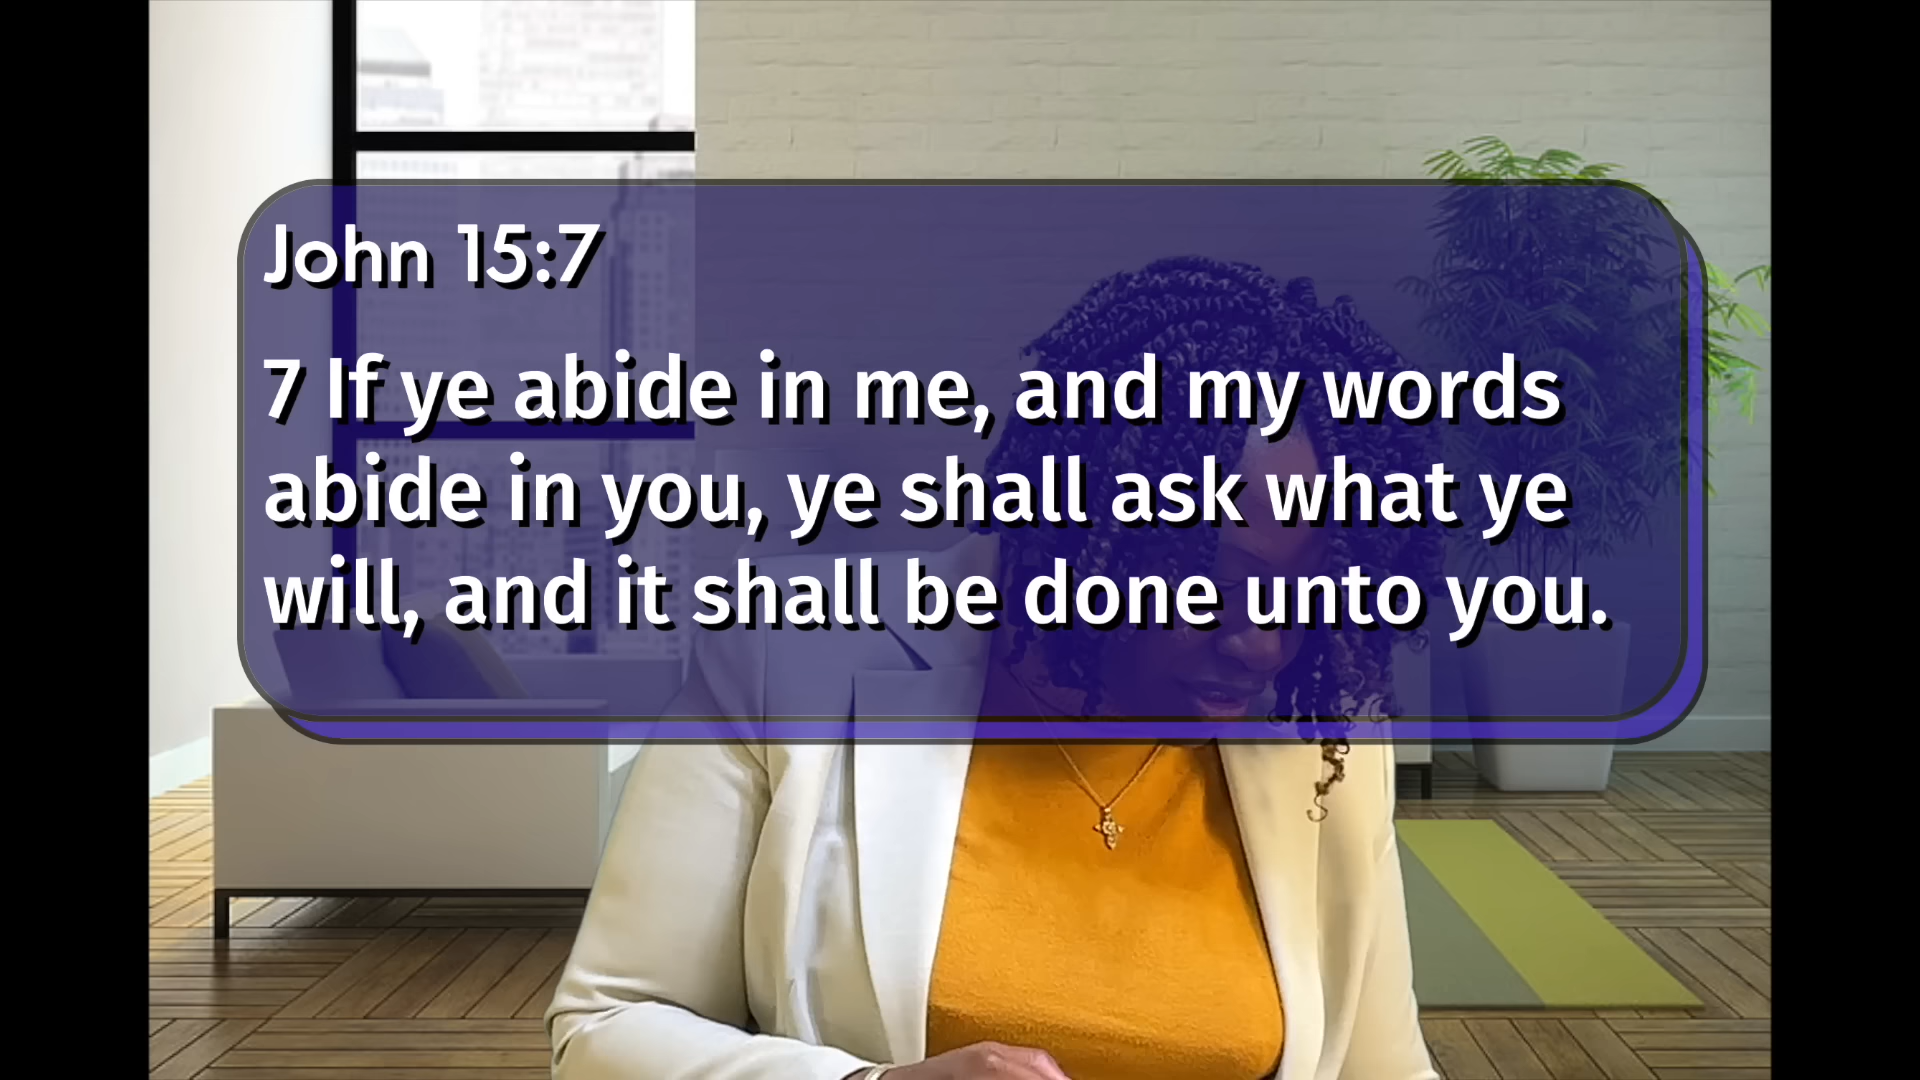 John 15:7
7 If ye abide in me, and my words
abide in you, ye shall ask what ye
will, and it shall be done unto you.